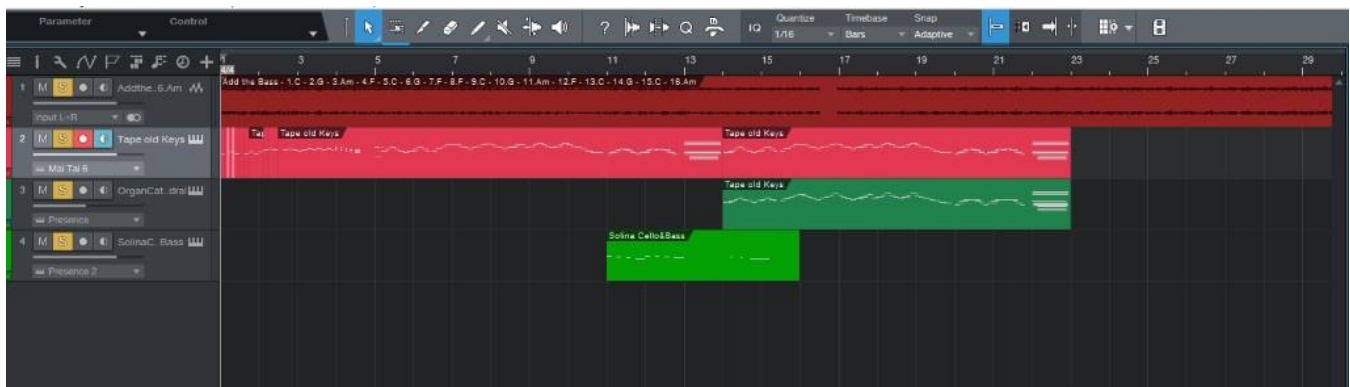 Parameter Control
? IQ Quantize Timebase Snap
1/16 Bars Adaptive
3 5 7 9 11 13 15 17 19 21 23 25 27 29
4/4
1 M S Addthe..6.Am
Add the Bass - 1.C - 2.G - 3.Am - 4.F - 5.C - 6.G - 7.F - 8.F - 9.C - 10.G - 11.Am - 12.F - 13.C - 14.G - 15.C - 16.Am
Input L+R
2 M S Tape old Keys
Tap Tape old Keys Tape old Keys
Mai Tai 6
3 M S OrganCat..dral
Tape old Keys
Presence
4 M S SolinaC. Bass
Solina Cello&Bass
Presence 2